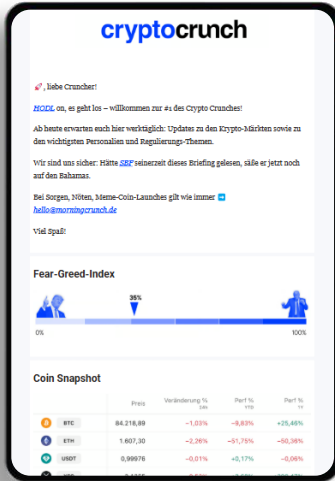 cryptocrunch
🚀, liebe Cruncher!
HODL on, es geht los – willkommen zur #1 des Crypto Crunches!
Ab heute erwarten euch hier werktäglich: Updates zu den Krypto-Märkten sowie zu
den wichtigsten Personalien und Regulierungs-Themen.
Wir sind uns sicher: Hätte SBF seinerzeit dieses Briefing gelesen, säße er jetzt noch
auf den Bahamas.
Bei Sorgen, Nöten, Meme-Coin-Launches gilt wie immer ➡️
hello@morningcrunch.de
Viel Spaß!
Fear-Greed-Index
35%
0% 100%
Coin Snapshot
Preis Veränderung % 24h Perf % YTD Perf % 1Y
BTC 84.218,89 −1,03% −9,83% +25,46%
ETH 1.607,30 −2,26% −51,75% −50,36%
USDT 0,99976 −0,01% +0,17% −0,06%